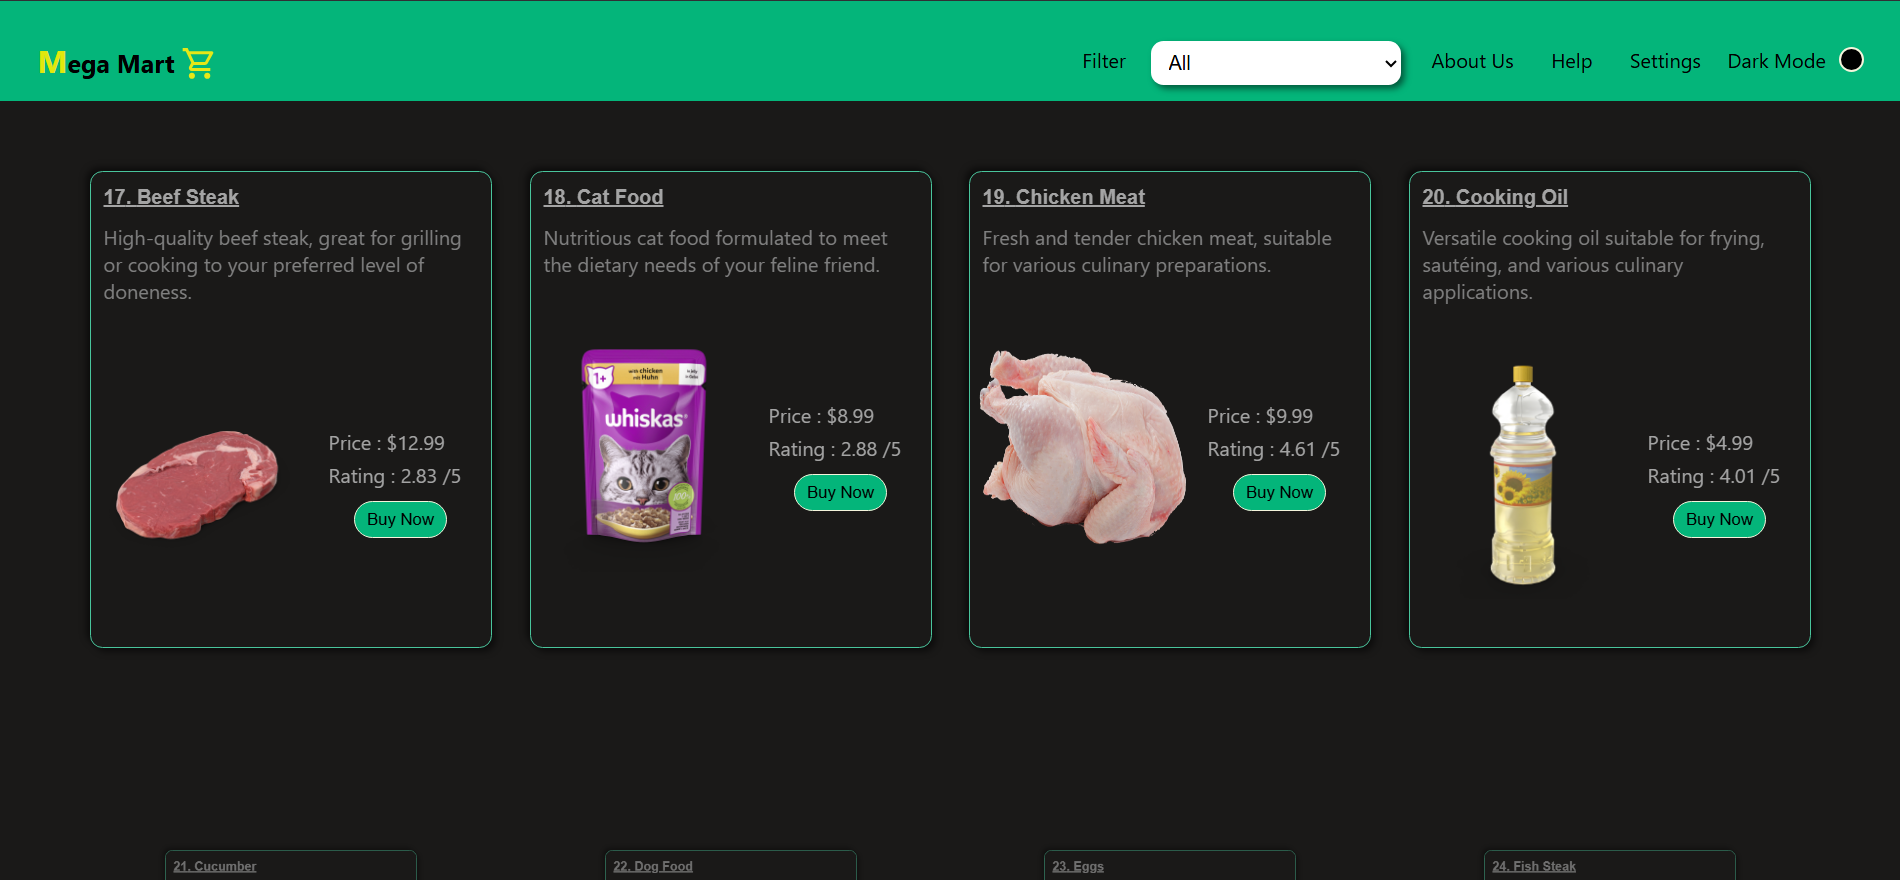 Mega Mart
Filter
All
About Us
Help
Settings
Dark Mode
17. Beef Steak
High-quality beef steak, great for grilling
or cooking to your preferred level of
doneness.
Price : $12.99
Rating : 2.83 /5
Buy Now
18. Cat Food
Nutritious cat food formulated to meet
the dietary needs of your feline friend.
1+
with chicken
mit Huhn
whiskas
100
Price : $8.99
Rating : 2.88 /5
Buy Now
19. Chicken Meat
Fresh and tender chicken meat, suitable
for various culinary preparations.
Price : $9.99
Rating : 4.61 /5
Buy Now
20. Cooking Oil
Versatile cooking oil suitable for frying,
sautéing, and various culinary
applications.
Price : $4.99
Rating : 4.01 /5
Buy Now
21. Cucumber
22. Dog Food
23. Eggs
24. Fish Steak